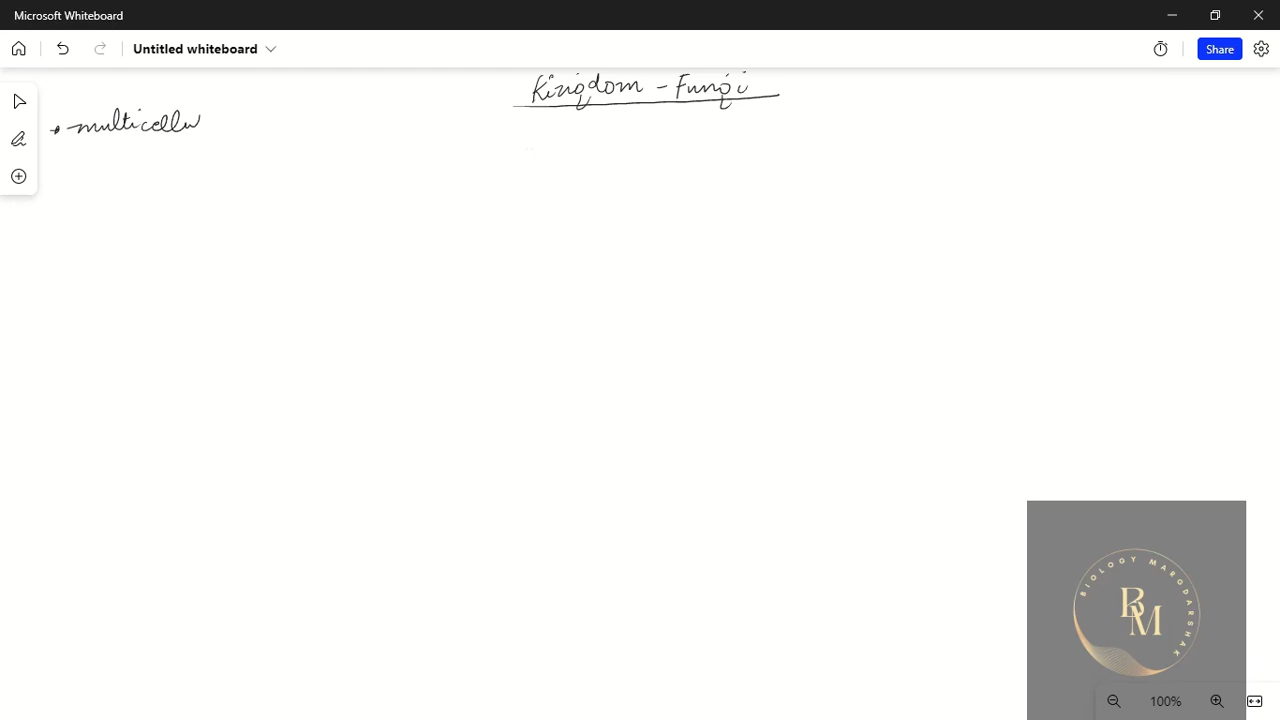 Microsoft Whiteboard
Untitled whiteboard
Share
Kingdom - Fungi
multicellu
BIOLOGY MARGDARSHAK
BM
100%